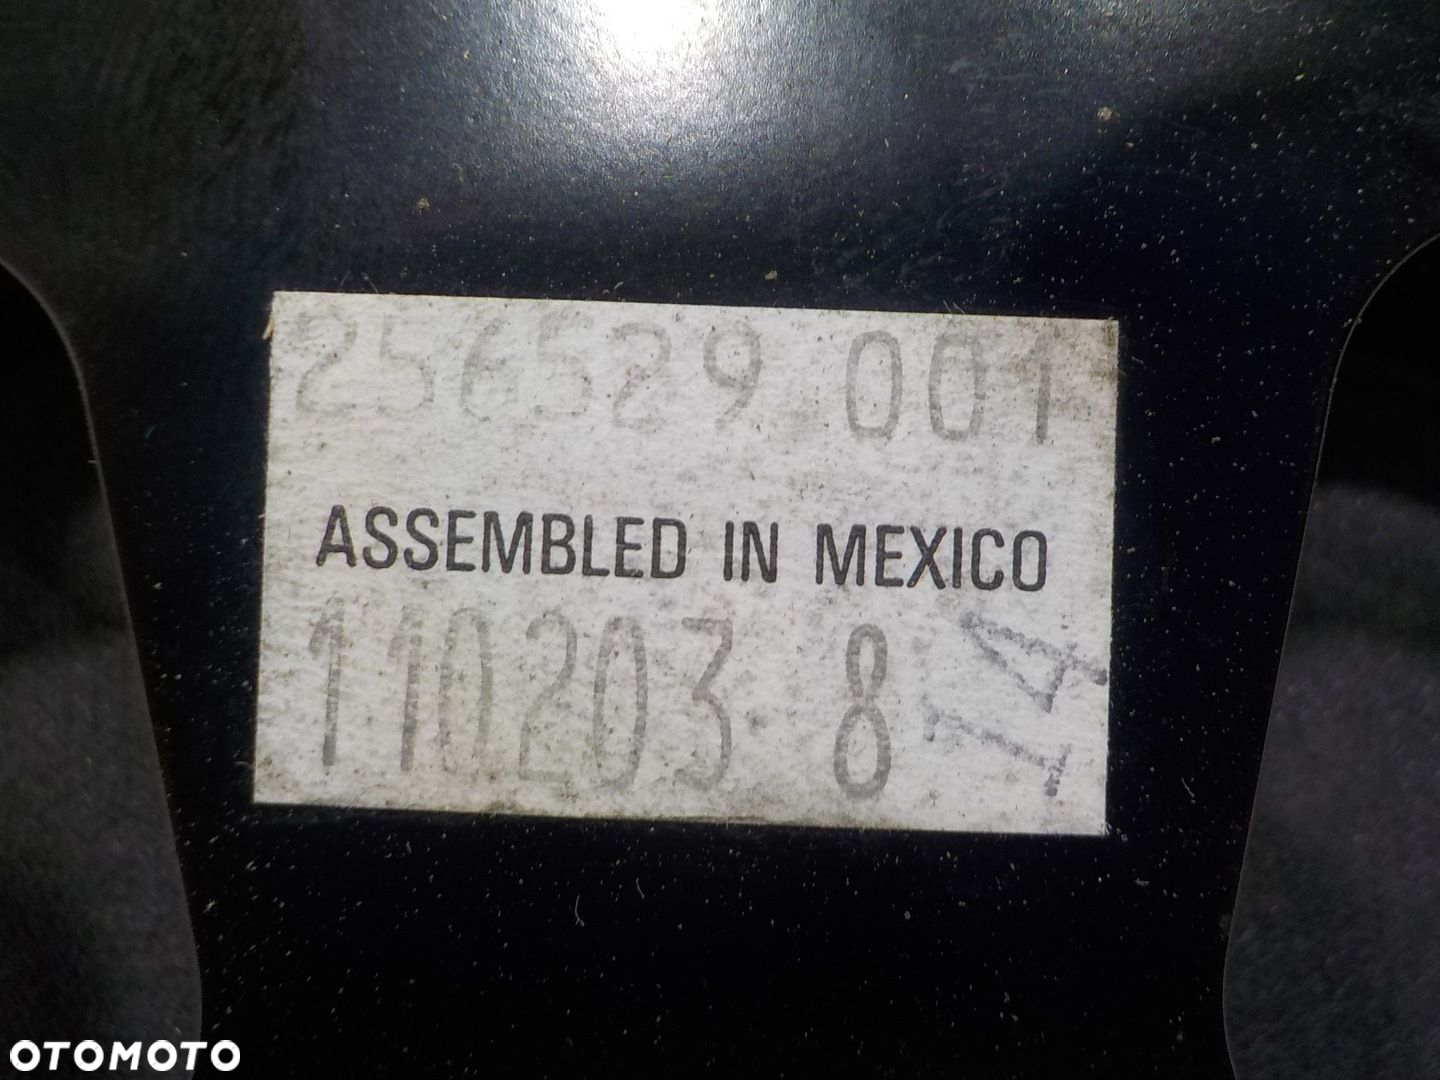 256529 001
ASSEMBLED IN MEXICO
110203 8
14
OTOMOTO